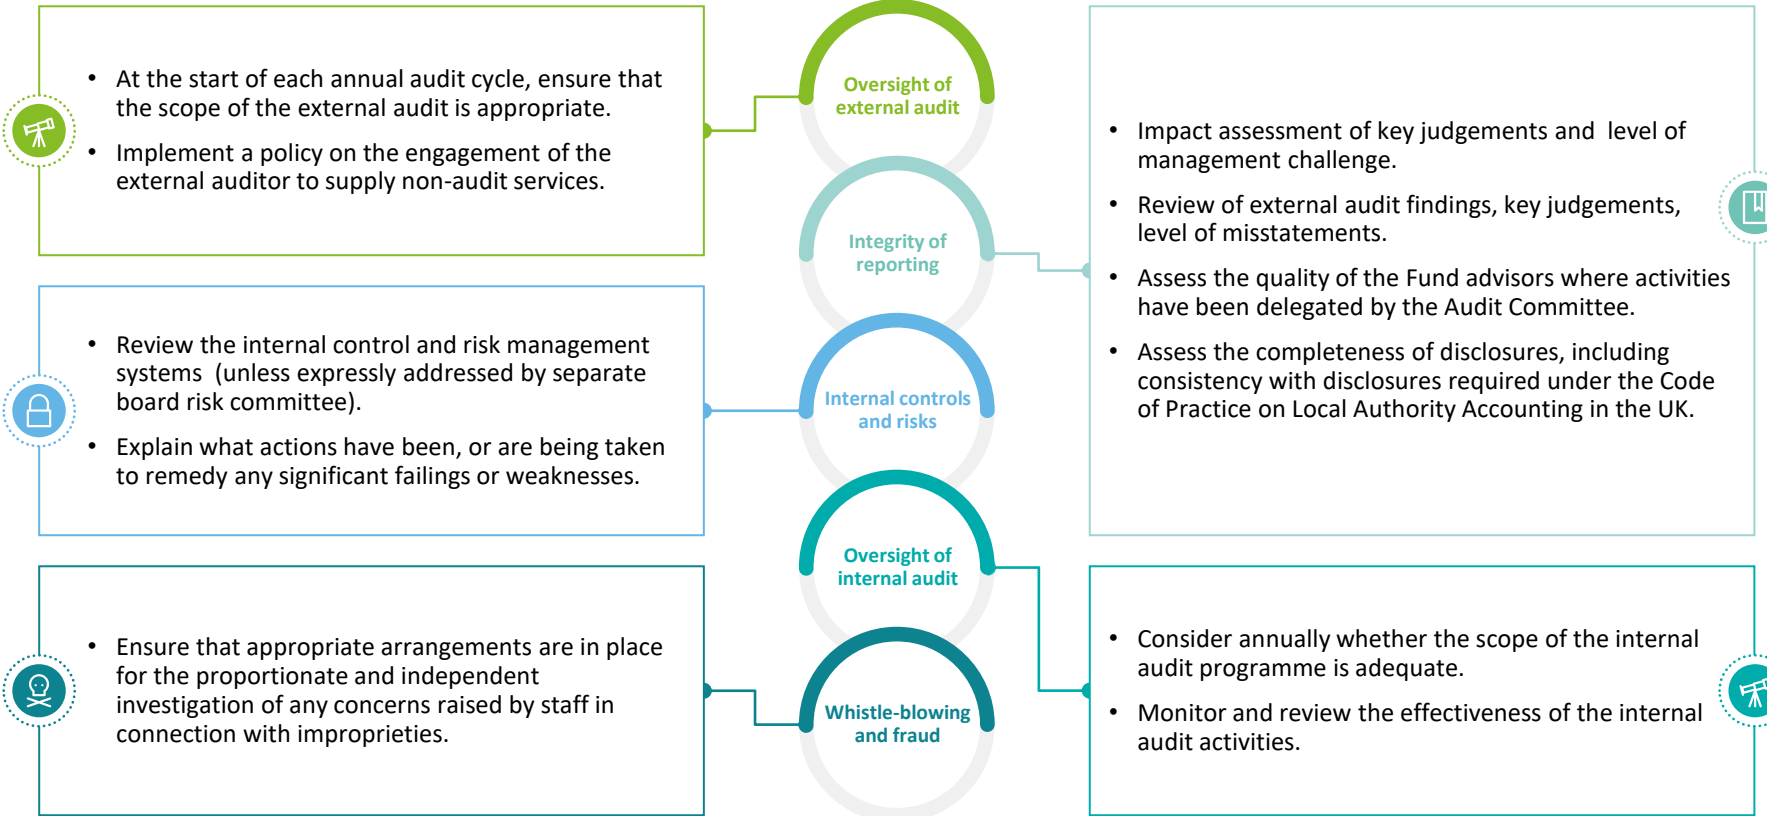 Oversight of
external audit
• At the start of each annual audit cycle, ensure that
the scope of the external audit is appropriate.
• Implement a policy on the engagement of the
external auditor to supply non-audit services.
Integrity of
reporting
• Impact assessment of key judgements and  level of
management challenge.
• Review of external audit findings, key judgements,
level of misstatements.
• Assess the quality of the Fund advisors where activities
have been delegated by the Audit Committee.
• Assess the completeness of disclosures, including
consistency with disclosures required under the Code
of Practice on Local Authority Accounting in the UK.
Internal controls
and risks
• Review the internal control and risk management
systems  (unless expressly addressed by separate
board risk committee).
• Explain what actions have been, or are being taken
to remedy any significant failings or weaknesses.
Oversight of
internal audit
• Consider annually whether the scope of the internal
audit programme is adequate.
• Monitor and review the effectiveness of the internal
audit activities.
Whistle-blowing
and fraud
• Ensure that appropriate arrangements are in place
for the proportionate and independent
investigation of any concerns raised by staff in
connection with improprieties.